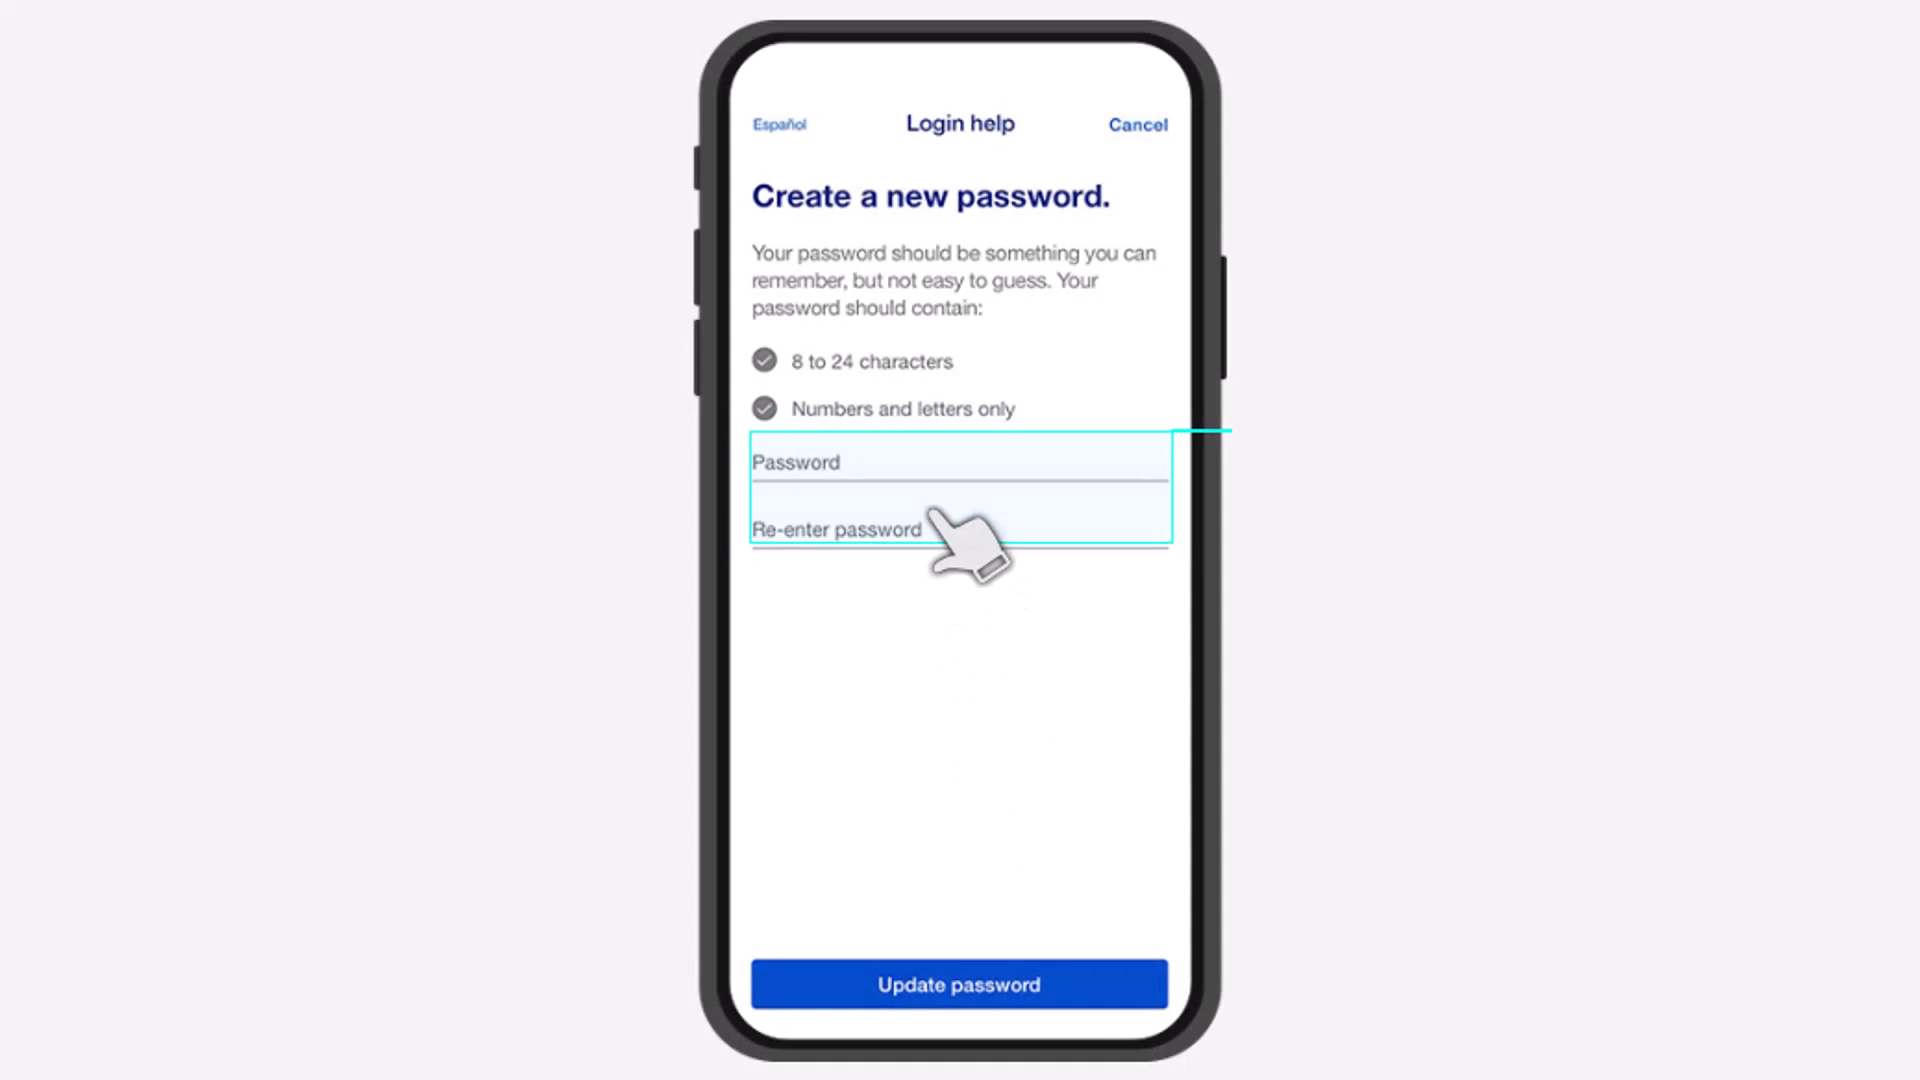 Español
Login help
Cancel
Create a new password.
Your password should be something you can
remember, but not easy to guess. Your
password should contain:
8 to 24 characters
Numbers and letters only
Password
Re-enter password
Update password